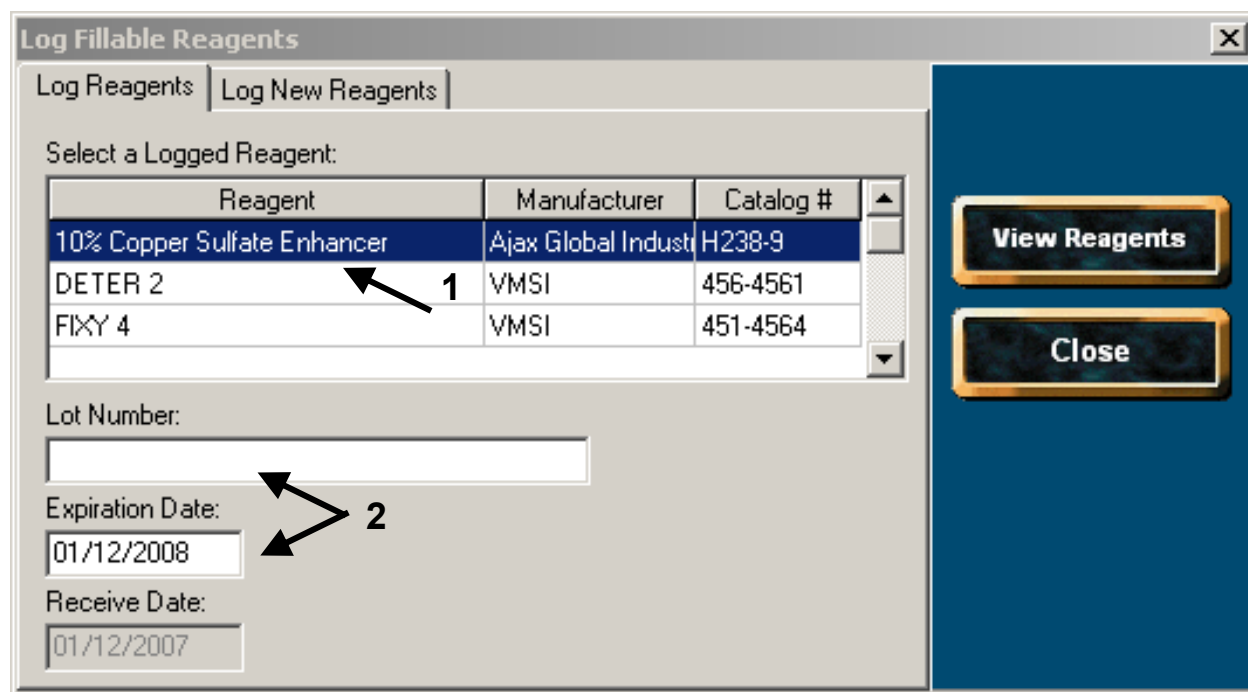 Log Fillable Reagents
Log Reagents Log New Reagents
Select a Logged Reagent:
Reagent Manufacturer Catalog #
10% Copper Sulfate Enhancer Ajax Global Industr H238-9
DETER 2 VMSI 456-4561
FIXY 4 VMSI 451-4564
1
View Reagents
Close
Lot Number:
Expiration Date:
2
01/12/2008
Receive Date:
01/12/2007